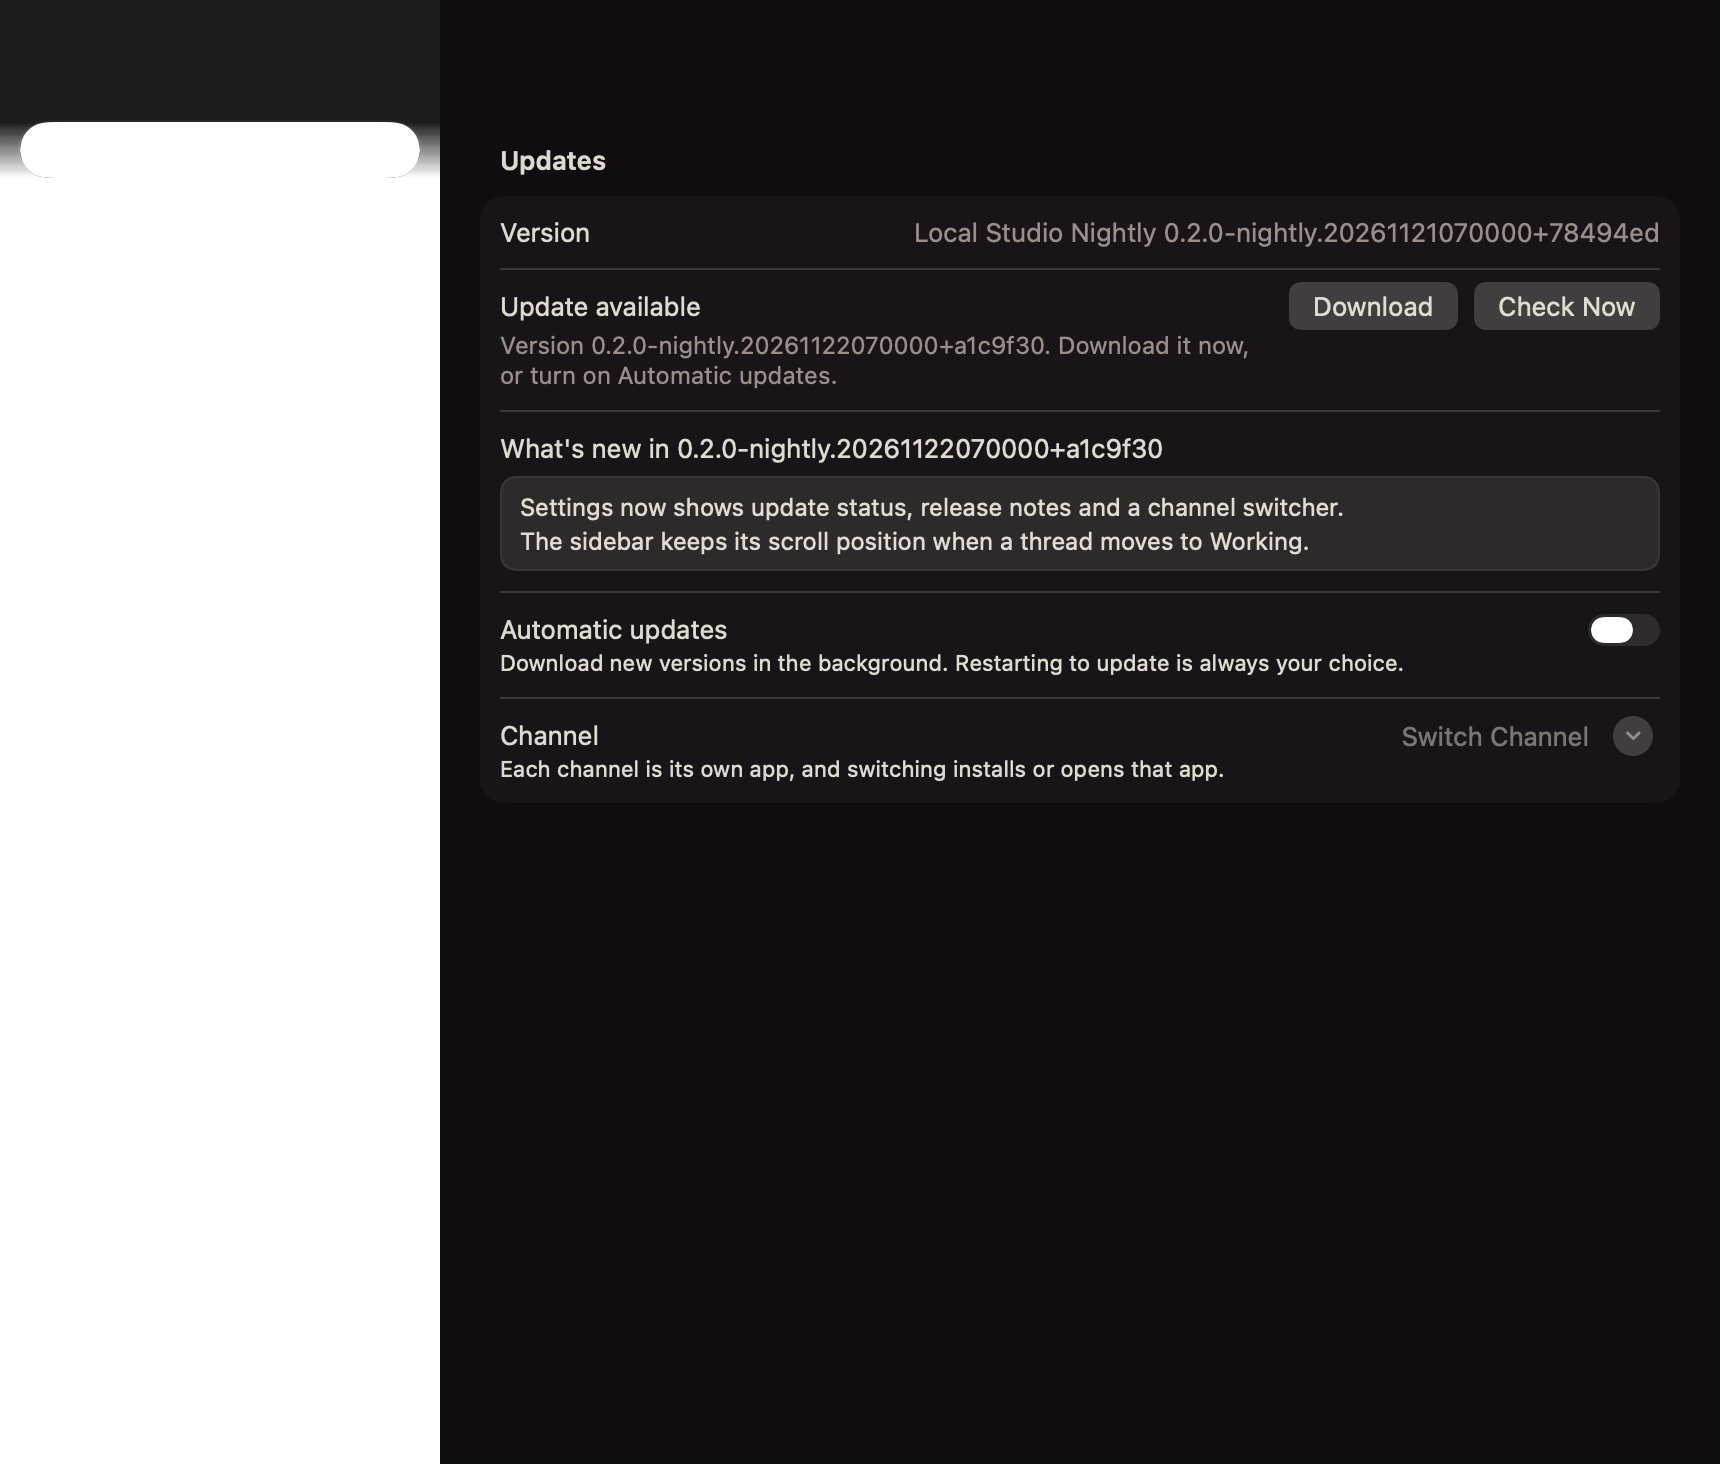 Updates
Version
Local Studio Nightly 0.2.0-nightly.20261121070000+78494ed
Update available
Download
Check Now
Version 0.2.0-nightly.20261122070000+a1c9f30. Download it now,
or turn on Automatic updates.
What's new in 0.2.0-nightly.20261122070000+a1c9f30
Settings now shows update status, release notes and a channel switcher.
The sidebar keeps its scroll position when a thread moves to Working.
Automatic updates
Download new versions in the background. Restarting to update is always your choice.
Channel
Switch Channel
Each channel is its own app, and switching installs or opens that app.